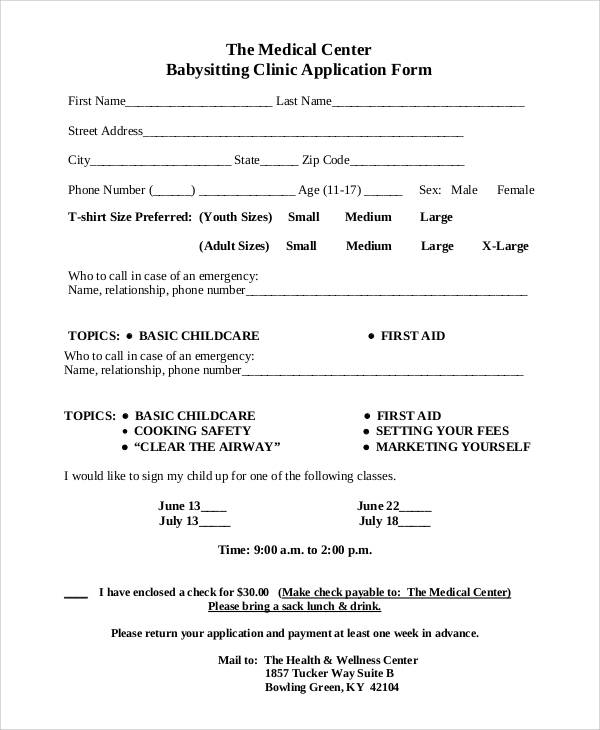 The Medical Center
Babysitting Clinic Application Form
First Name_______________________ Last Name______________________________
Street Address__________________________________________________
City______________________ State______ Zip Code__________________
Phone Number (______) _______________ Age (11-17) ______ Sex: Male Female
T-shirt Size Preferred: (Youth Sizes) Small Medium Large
(Adult Sizes) Small Medium Large X-Large
Who to call in case of an emergency:
Name, relationship, phone number____________________________________________
TOPICS: ● BASIC CHILDCARE ● FIRST AID
Who to call in case of an emergency:
Name, relationship, phone number____________________________________________
TOPICS: ● BASIC CHILDCARE ● FIRST AID
● COOKING SAFETY ● SETTING YOUR FEES
● “CLEAR THE AIRWAY” ● MARKETING YOURSELF
I would like to sign my child up for one of the following classes.
June 13____ June 22_____
July 13_____ July 18_____
Time: 9:00 a.m. to 2:00 p.m.
____ I have enclosed a check for $30.00 (Make check payable to: The Medical Center)
Please bring a sack lunch & drink.
Please return your application and payment at least one week in advance.
Mail to: The Health & Wellness Center
1857 Tucker Way Suite B
Bowling Green, KY 42104